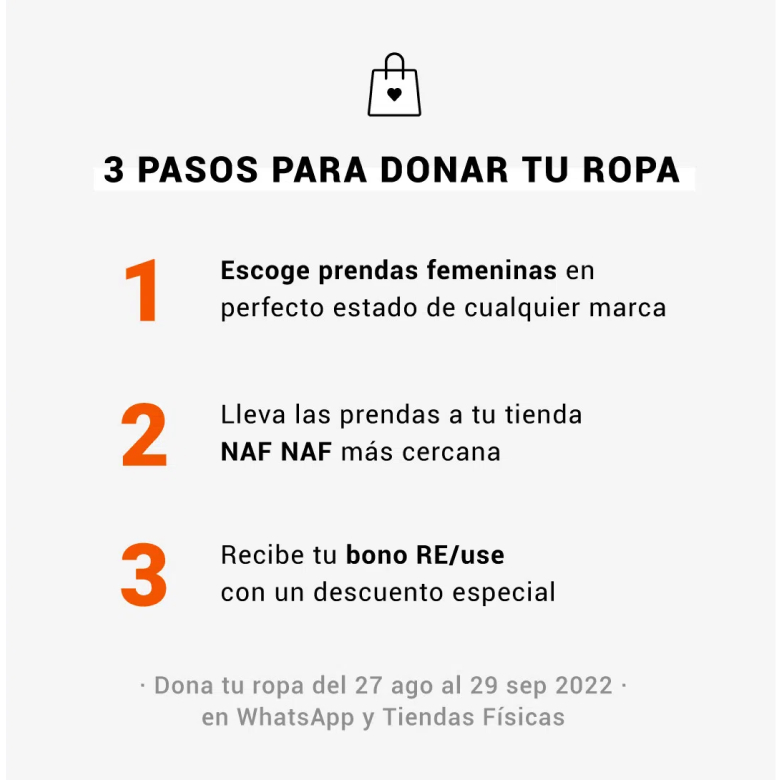 3 PASOS PARA DONAR TU ROPA
1
Escoge prendas femeninas en
perfecto estado de cualquier marca
2
Lleva las prendas a tu tienda
NAF NAF más cercana
3
Recibe tu bono RE/use
con un descuento especial
· Dona tu ropa del 27 ago al 29 sep 2022 ·
en WhatsApp y Tiendas Físicas